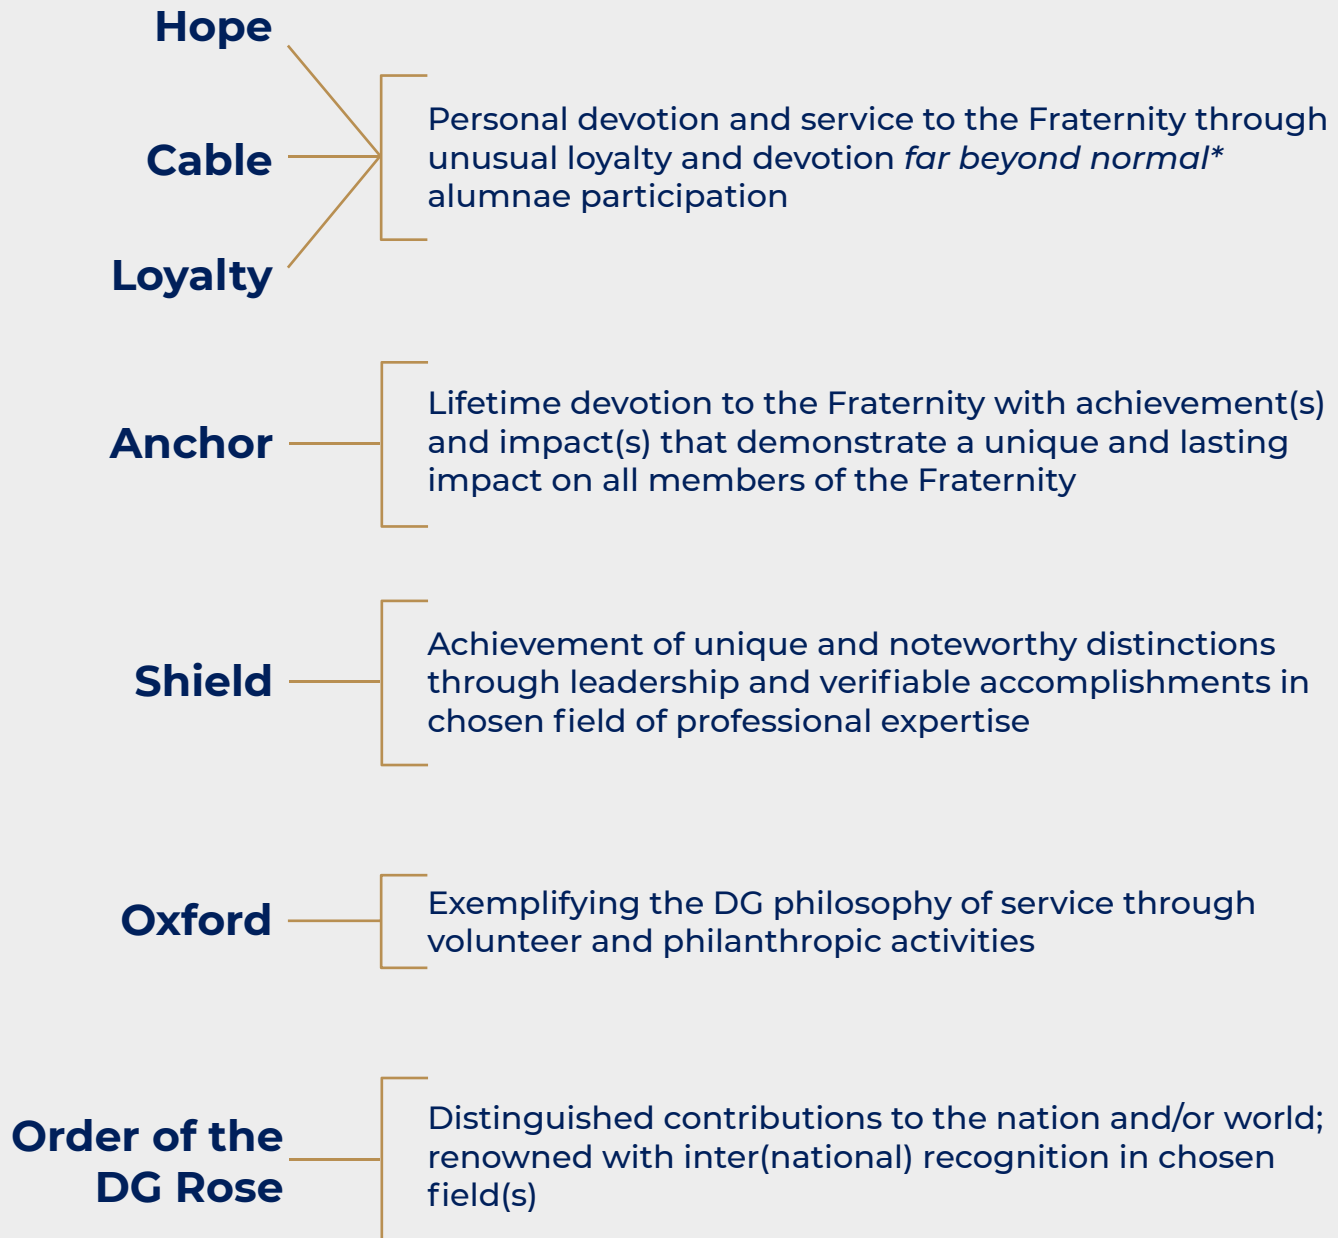 Hope
Cable
Loyalty
Personal devotion and service to the Fraternity through
unusual loyalty and devotion far beyond normal*
alumnae participation
Anchor
Lifetime devotion to the Fraternity with achievement(s)
and impact(s) that demonstrate a unique and lasting
impact on all members of the Fraternity
Shield
Achievement of unique and noteworthy distinctions
through leadership and verifiable accomplishments in
chosen field of professional expertise
Oxford
Exemplifying the DG philosophy of service through
volunteer and philanthropic activities
Order of the
DG Rose
Distinguished contributions to the nation and/or world;
renowned with inter(national) recognition in chosen
field(s)